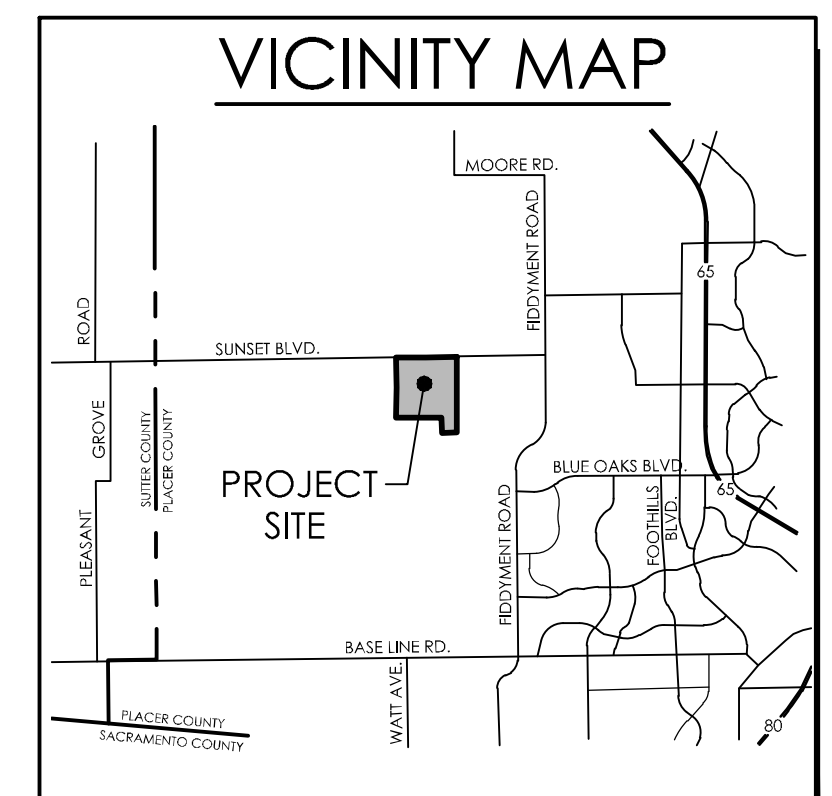 VICINITY MAP
MOORE RD.
FIDDYMENT ROAD
65
ROAD
SUNSET BLVD.
GROVE
SUTTER COUNTY
PLACER COUNTY
PROJECT
SITE
BLUE OAKS BLVD.
65
FOOTHILLS
BLVD.
PLEASANT
FIDDYMENT ROAD
BASE LINE RD.
WATT AVE.
PLACER COUNTY
SACRAMENTO COUNTY
80